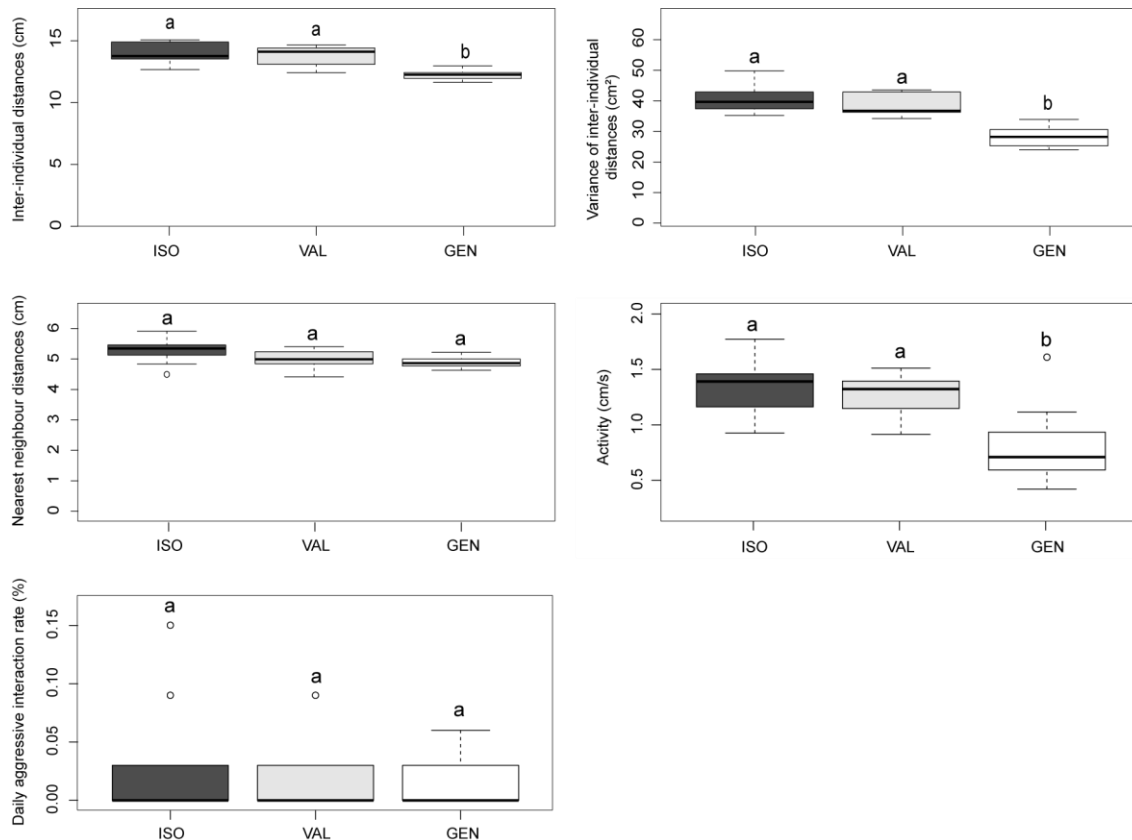 Inter-individual distances (cm)
15
10
5
0
a
a
b
ISO
VAL
GEN
Variance of inter-individual
distances (cm²)
60
50
40
30
20
10
0
a
a
b
ISO
VAL
GEN
Nearest neighbour distances (cm)
6
5
4
3
2
1
0
a
a
a
ISO
VAL
GEN
Activity (cm/s)
2.0
1.5
1.0
0.5
a
a
b
ISO
VAL
GEN
Daily aggressive interaction rate (%)
0.15
0.10
0.05
0.00
a
a
a
ISO
VAL
GEN